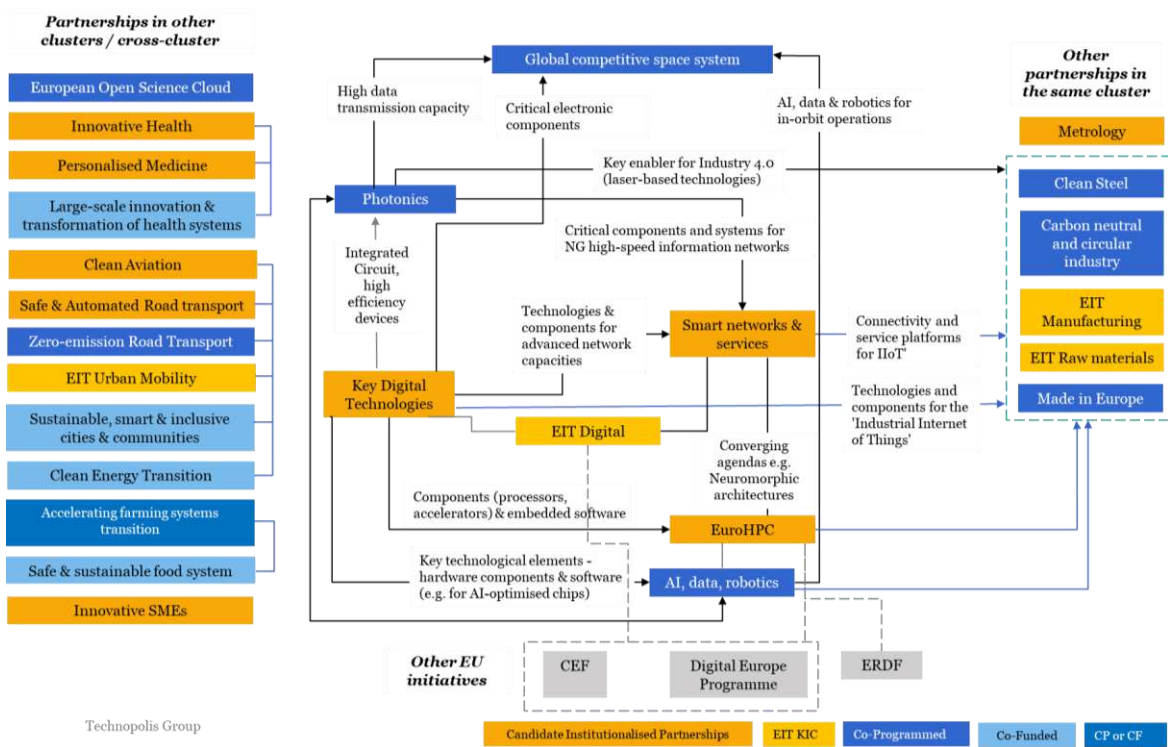 Partnerships in other
clusters / cross-cluster
European Open Science Cloud
Innovative Health
Personalised Medicine
Large-scale innovation &
transformation of health systems
Clean Aviation
Safe & Automated Road transport
Zero-emission Road Transport
EIT Urban Mobility
Sustainable, smart & inclusive
cities & communities
Clean Energy Transition
Accelerating farming systems
transition
Safe & sustainable food system
Innovative SMEs
Technopolis Group
Global competitive space system
High data
transmission capacity
Critical electronic
components
AI, data & robotics for
in-orbit operations
Key enabler for Industry 4.0
(laser-based technologies)
Photonics
Critical components and systems for
NG high-speed information networks
Integrated
Circuit,
high
efficiency
devices
Technologies &
components for
advanced network
capacities
Smart networks &
services
Connectivity and
service platforms
for IIoT'
Key Digital
Technologies
Technologies and
components for the
'Industrial Internet
of Things'
EIT Digital
Converging
agendas e.g.
Neuromorphic
architectures
Components (processors,
accelerators) & embedded software
EuroHPC
Key technological elements -
hardware components & software
(e.g. for AI-optimised chips)
AI, data, robotics
Other EU
initiatives
CEF
Digital Europe
Programme
ERDF
Other
partnerships in
the same cluster
Metrology
Clean Steel
Carbon neutral
and circular
industry
EIT
Manufacturing
EIT Raw materials
Made in Europe
Candidate Institutionalised Partnerships
EIT KIC
Co-Programmed
Co-Funded
CP or CF